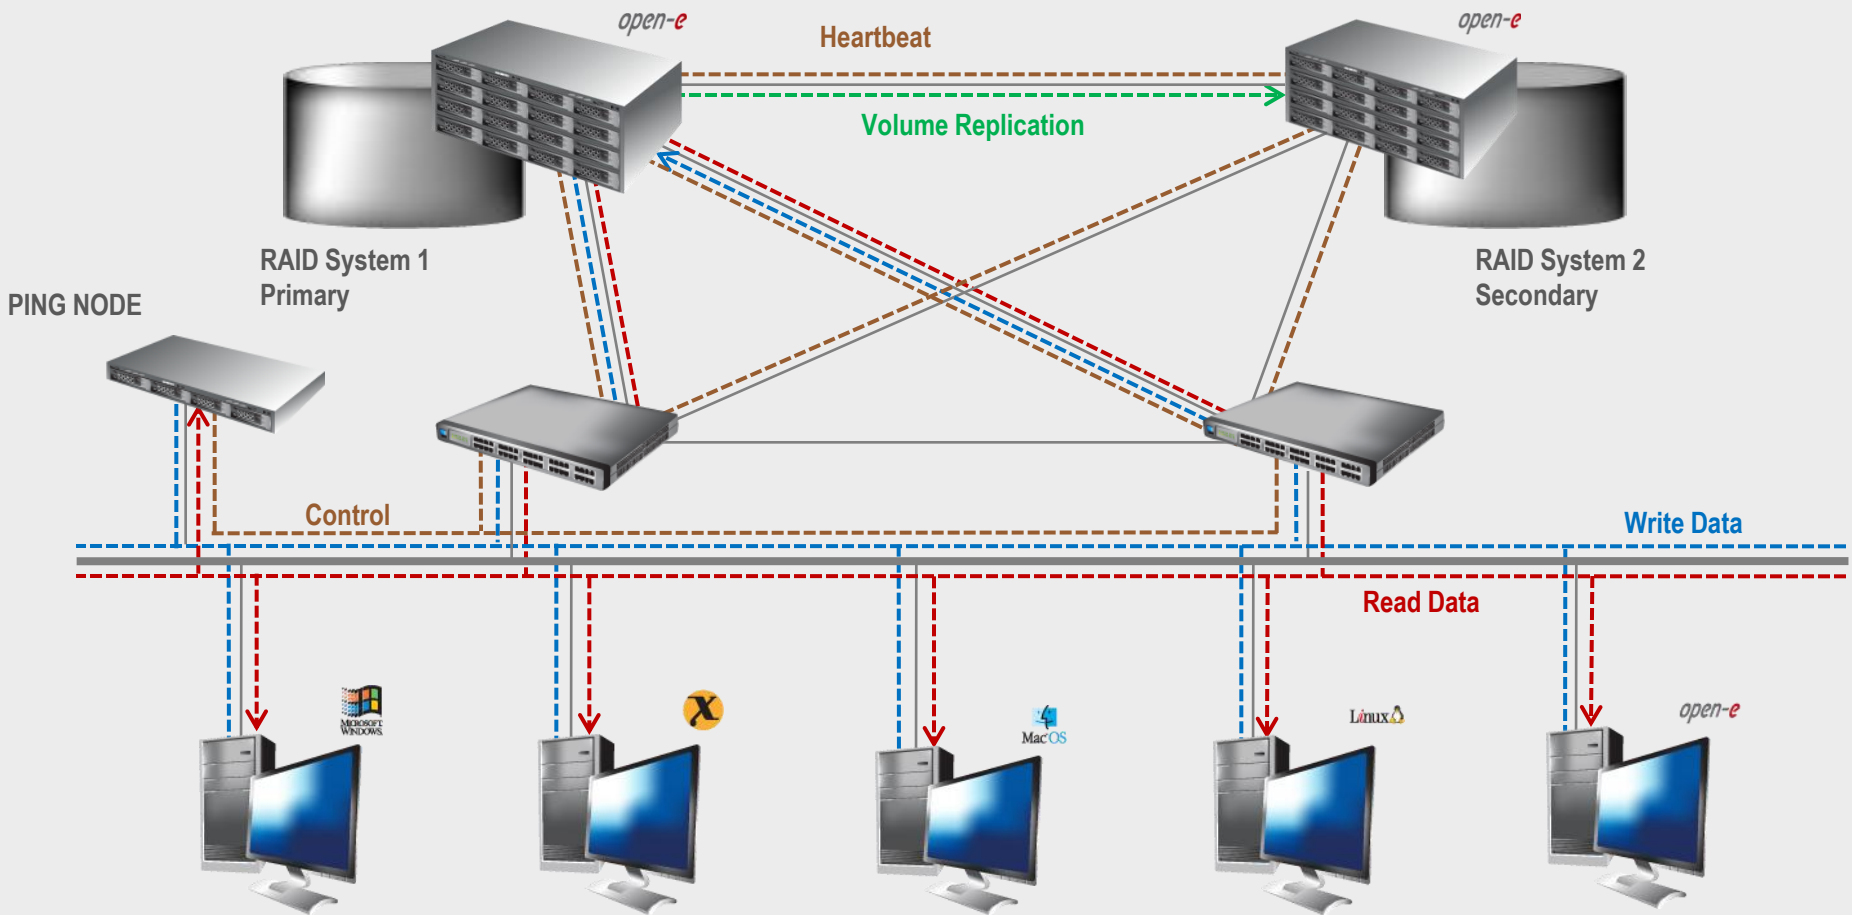 open-e
open-e
Heartbeat
Volume Replication
RAID System 1
Primary
RAID System 2
Secondary
PING NODE
Control
Write Data
Read Data
MICROSOFT
WINDOWS.
X
Mac OS
Linux
open-e